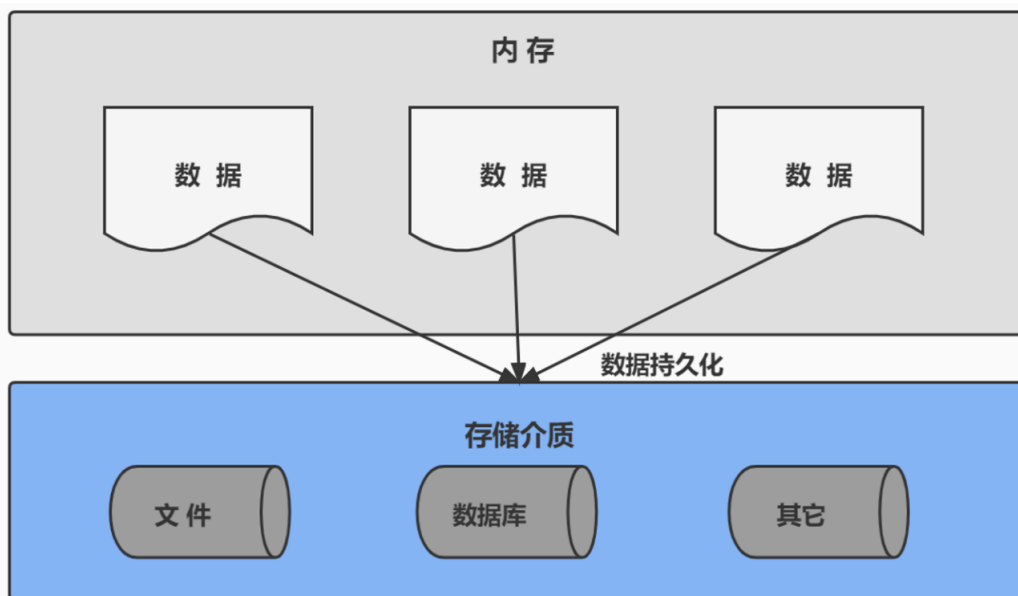 内 存
数 据
数 据
数 据
数据持久化
存储介质
文 件
数据库
其它